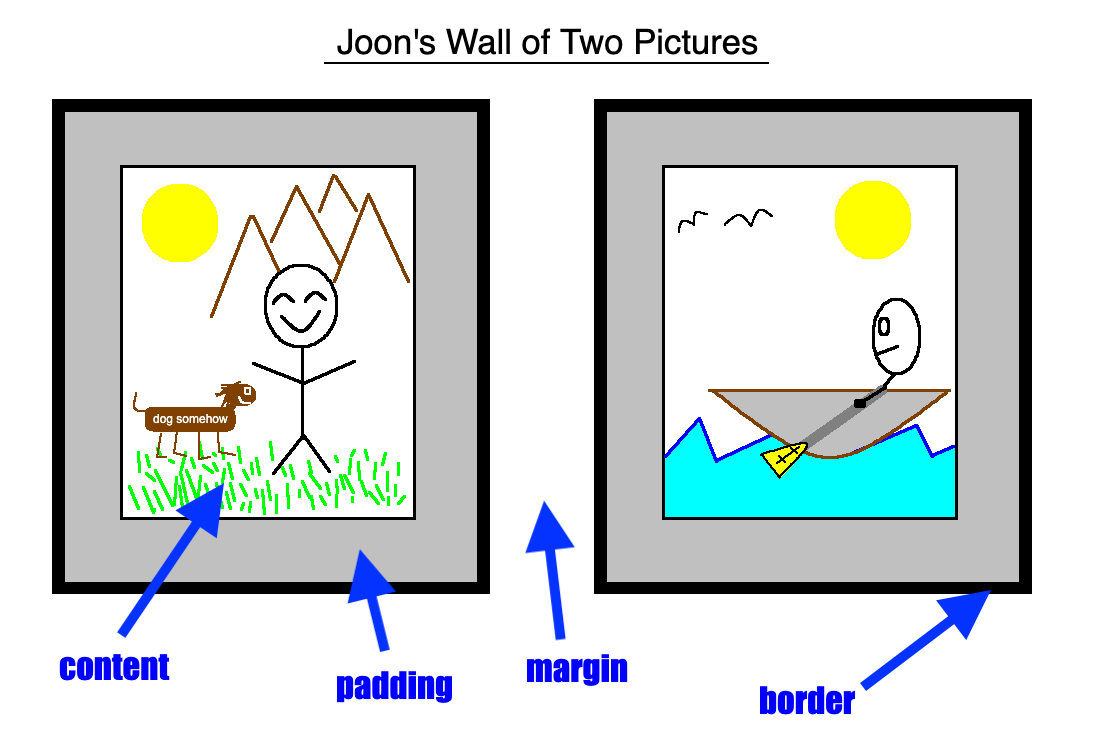 Joon's Wall of Two Pictures
dog somehow
content
padding
margin
border